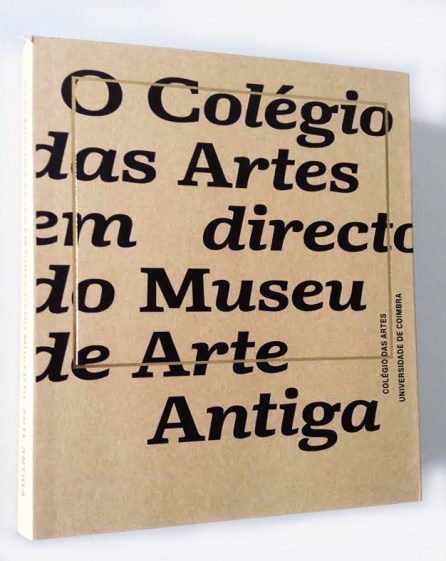 O Colégio
das Artes
em directo
do Museu
de Arte
Antiga
COLÉGIO DAS ARTES
UNIVERSIDADE DE COIMBRA